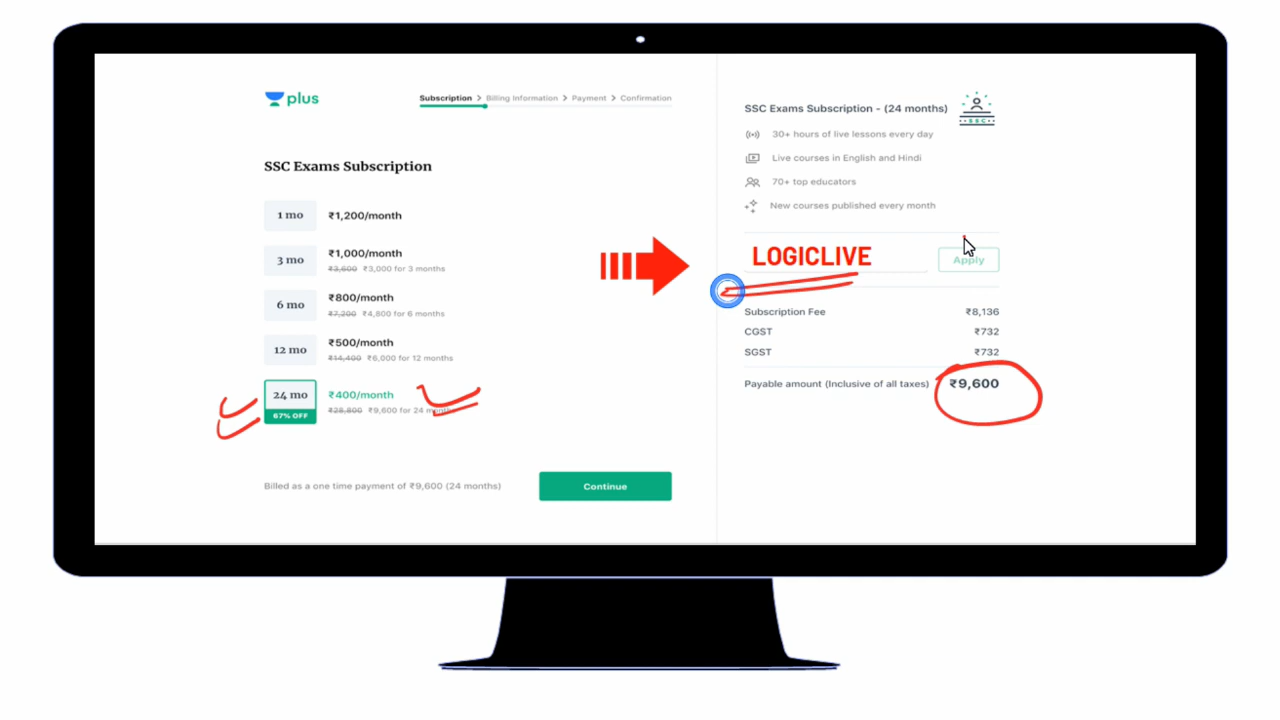 plus
Subscription > Billing Information > Payment > Confirmation
SSC Exams Subscription
1 mo ₹1,200/month
3 mo ₹1,000/month
₹3,600 ₹3,000 for 3 months
6 mo ₹800/month
₹7,200 ₹4,800 for 6 months
12 mo ₹500/month
₹14,400 ₹6,000 for 12 months
24 mo ₹400/month
67% OFF ₹28,800 ₹9,600 for 24 months
Billed as a one time payment of ₹9,600 (24 months)
Continue
SSC Exams Subscription - (24 months)
SSC
30+ hours of live lessons every day
Live courses in English and Hindi
70+ top educators
New courses published every month
LOGICLIVE Apply
Subscription Fee ₹8,136
CGST ₹732
SGST ₹732
Payable amount (Inclusive of all taxes) ₹9,600